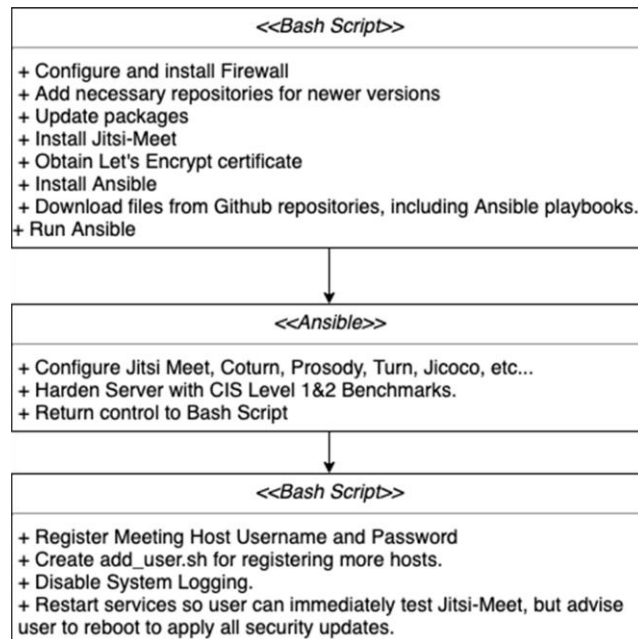 <<Bash Script>>
+ Configure and install Firewall
+ Add necessary repositories for newer versions
+ Update packages
+ Install Jitsi-Meet
+ Obtain Let's Encrypt certificate
+ Install Ansible
+ Download files from Github repositories, including Ansible playbooks.
+ Run Ansible
<<Ansible>>
+ Configure Jitsi Meet, Coturn, Prosody, Turn, Jicoco, etc...
+ Harden Server with CIS Level 1&2 Benchmarks.
+ Return control to Bash Script
<<Bash Script>>
+ Register Meeting Host Username and Password
+ Create add_user.sh for registering more hosts.
+ Disable System Logging.
+ Restart services so user can immediately test Jitsi-Meet, but advise
user to reboot to apply all security updates.